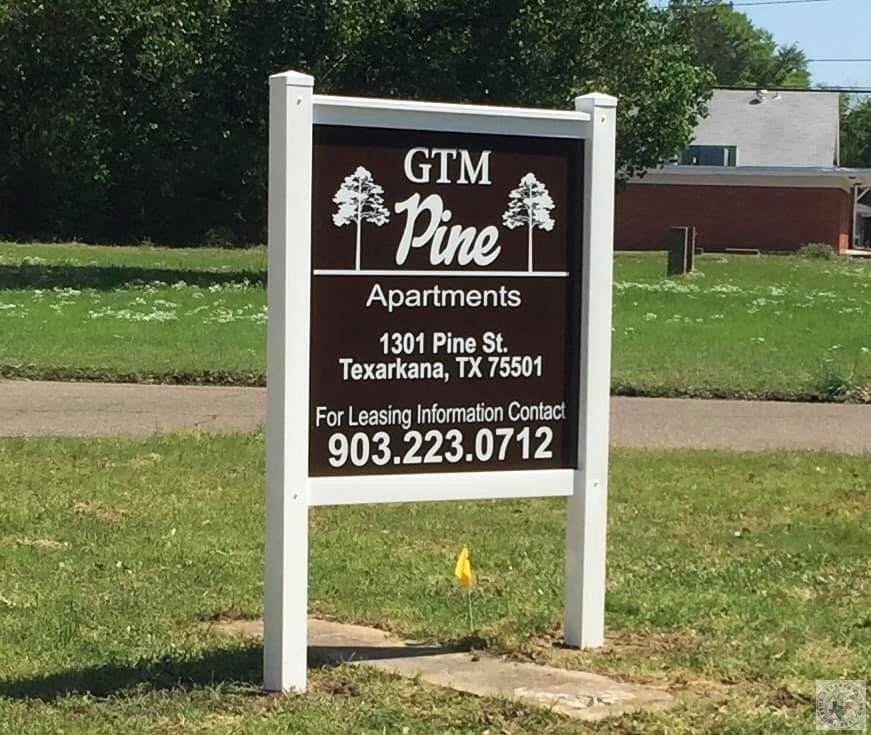 GTM
Pine
Apartments
1301 Pine St.
Texarkana, TX 75501
For Leasing Information Contact
903.223.0712